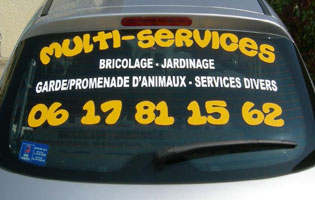 MULTI-SERVICES
BRICOLAGE - JARDINAGE
GARDE/PROMENADE D'ANIMAUX - SERVICES DIVERS
06 17 81 15 62